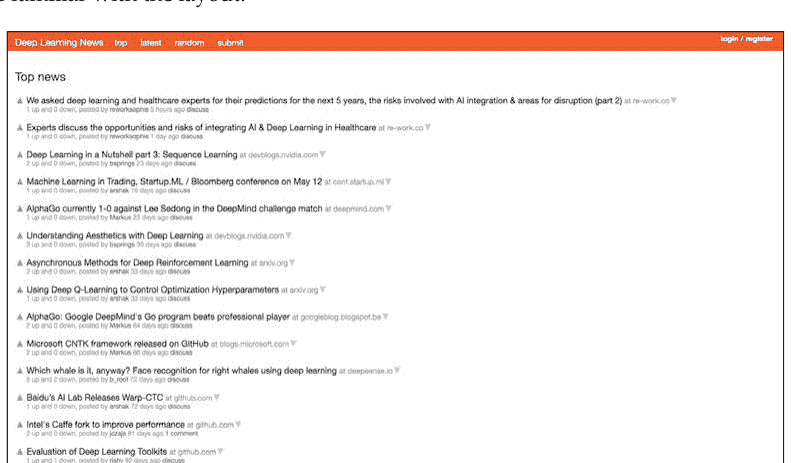 with the layout.
Deep Learning News top latest random submit login / register
Top news
We asked deep learning and healthcare experts for their predictions for the next 5 years, the risks involved with AI integration & areas for disruption (part 2) at re-work.co
1 up and 0 down, posted by reworksophie 5 hours ago discuss
Experts discuss the opportunities and risks of integrating AI & Deep Learning in Healthcare at re-work.co
1 up and 0 down, posted by reworksophie 1 day ago discuss
Deep Learning in a Nutshell part 3: Sequence Learning at devblogs.nvidia.com
2 up and 0 down, posted by bsprings 23 days ago discuss
Machine Learning in Trading, Startup.ML / Bloomberg conference on May 12 at conf.startup.ml
1 up and 0 down, posted by arshak days ago discuss
AlphaGo currently 1-0 against Lee Sedong in the DeepMind challenge match at deepmind.com
1 up and 0 down, posted by Markus days ago discuss
Understanding Aesthetics with Deep Learning at devblogs.nvidia.com
up and 0 down, posted by bsprings days ago discuss
Asynchronous Methods for Deep Reinforcement Learning at arxiv.org
2 up and 0 down, posted by arshak 33 days ago discuss
Using Deep Q-Learning to Control Optimization Hyperparameters at arxiv.org
1 up and 0 down, posted by arshak 33 days ago discuss
AlphaGo: Google DeepMind's Go program beats professional player at googleblog.blogspot.be
2 up and 0 down, posted by Markus 64 days ago discuss
Microsoft CNTK framework released on GitHub at blogs.microsoft.com
2 up and 0 down, posted by Markus 66 days ago discuss
Which whale is it, anyway? Face recognition for right whales using deep learning at deepsense.io
up and 2 down, posted by b_root 72 days ago discuss
Baidu's AI Lab Releases Warp-CTC at github.com
1 up and 0 down, posted by arshak 72 days ago discuss
Intel's Caffe fork to improve performance at github.com
2 up and 0 down, posted by jczaja 81 days ago 1 comment
Evaluation of Deep Learning Toolkits at github.com
1 up and 1 down, posted by rishy 92 days ago discuss